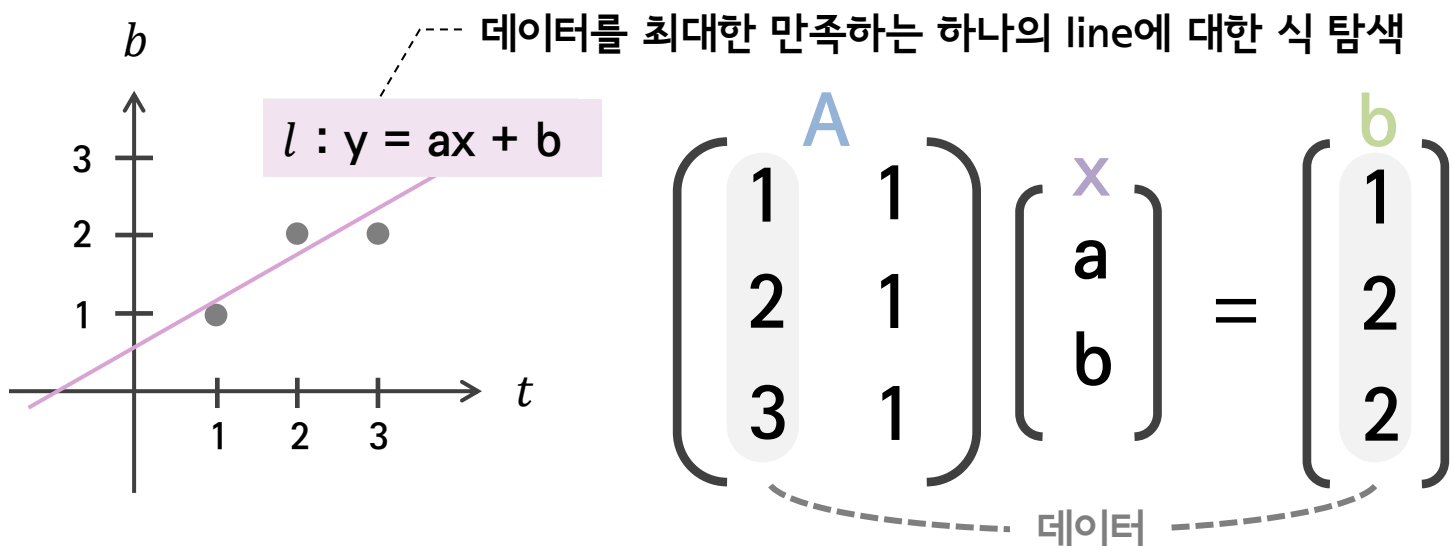 데이터를 최대한 만족하는 하나의 line에 대한 식 탐색
b
l : y = ax + b
3
2
1
1 2 3
t
A
x
b
1 1
2 1
3 1
a
b
=
1
2
2
데이터